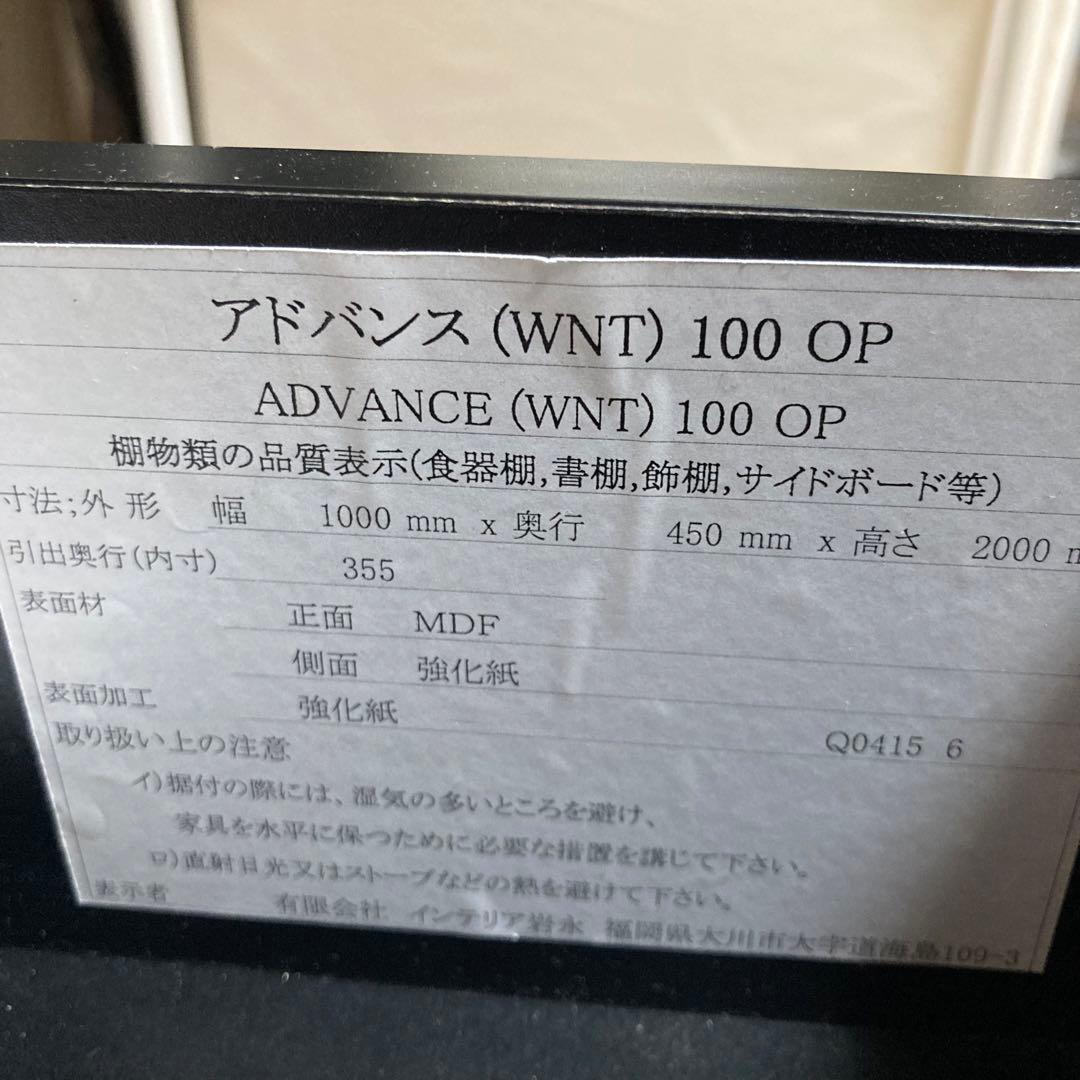 アドバンス (WNT) 100 OP
ADVANCE (WNT) 100 OP
棚物類の品質表示(食器棚,書棚,飾棚,サイドボード等)
寸法;外 形 幅 1000 mm x 奥行 450 mm x 高さ 2000
引出奥行(内寸) 355
表面材 正面 MDF
側面 強化紙
表面加工 強化紙
取り扱い上の注意 Q0415 6
イ)据付の際には、湿気の多いところを避け、
家具を水平に保つために必要な措置を講じて下さい。
ロ)直射日光又はストーブなどの熱を避けて下さい。
表示者 有限会社 インテリア岩永 福岡県大川市大字道海島109-3